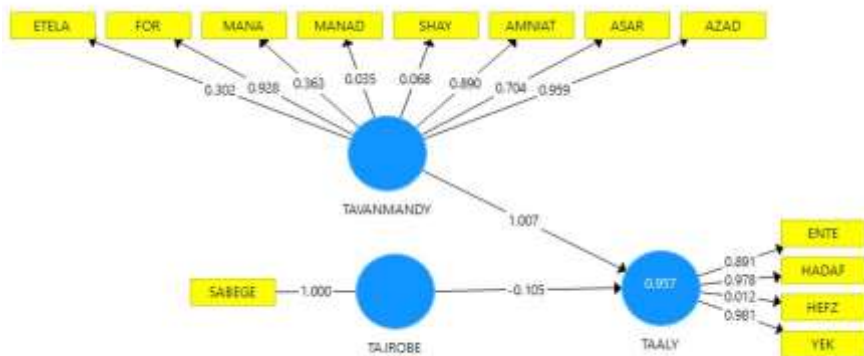 ETELA FOR MANA MANAD SHAY AMNIAT ASAR AZAD
0.302 0.928 0.363 0.035 0.068 0.890 0.704 0.959
TAVANMANDY
1.007
ENTE
0.891
HADAF
0.978
SABEGE 1.000 -0.105 0.957
0.012 HEFZ
0.981
TAJROBE TAALY YEK